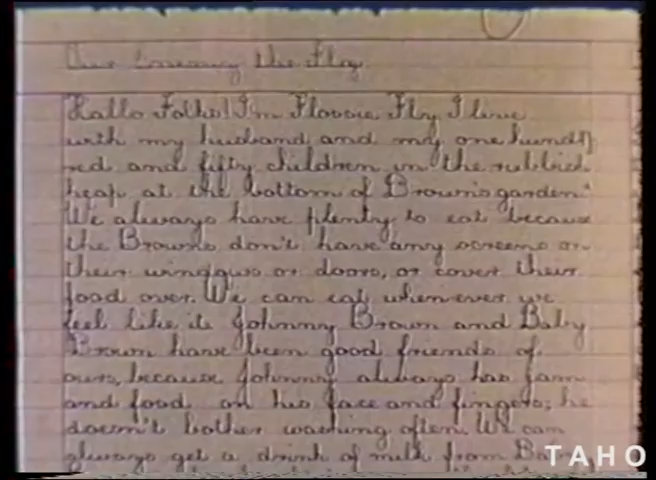 Our Enemy the Fly.
Hallo Folks! I'm Flossie Fly. I live
with my husband and my one hund
red and fifty children in the rubbish
heap at the bottom of Brown's garden.
We always have plenty to eat because
the Browns don't have any screens on
their windows or doors, or cover their
food over. We can eat whenever we
feel like it. Johnny Brown and Baby
Brown have been good friends of
ours, because Johnny always has jam
and food on his face and fingers; he
doesn't bother washing often. We can
always get a drink of milk from Baby
TAHO